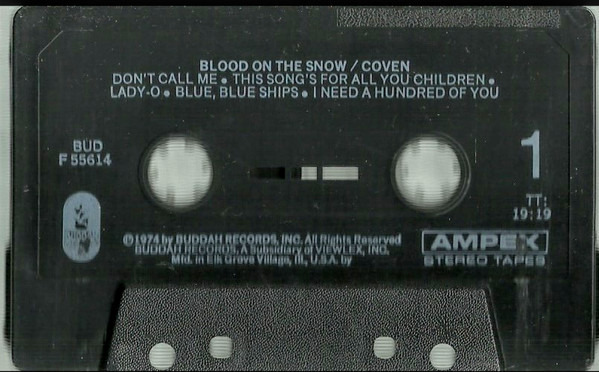 BLOOD ON THE SNOW / COVEN
DON'T CALL ME • THIS SONG'S FOR ALL YOU CHILDREN •
LADY-O • BLUE, BLUE SHIPS • I NEED A HUNDRED OF YOU
BUD
F 55614
1
TT:
19:19
BUDDAH
©1974 by BUDDAH RECORDS, INC. All Rights Reserved
BUDDAH RECORDS, A Subsidiary of VIEWLEX, INC.
Mfd. in Elk Grove Village, Ill., U.S.A. by
AMPEX
STEREO TAPES